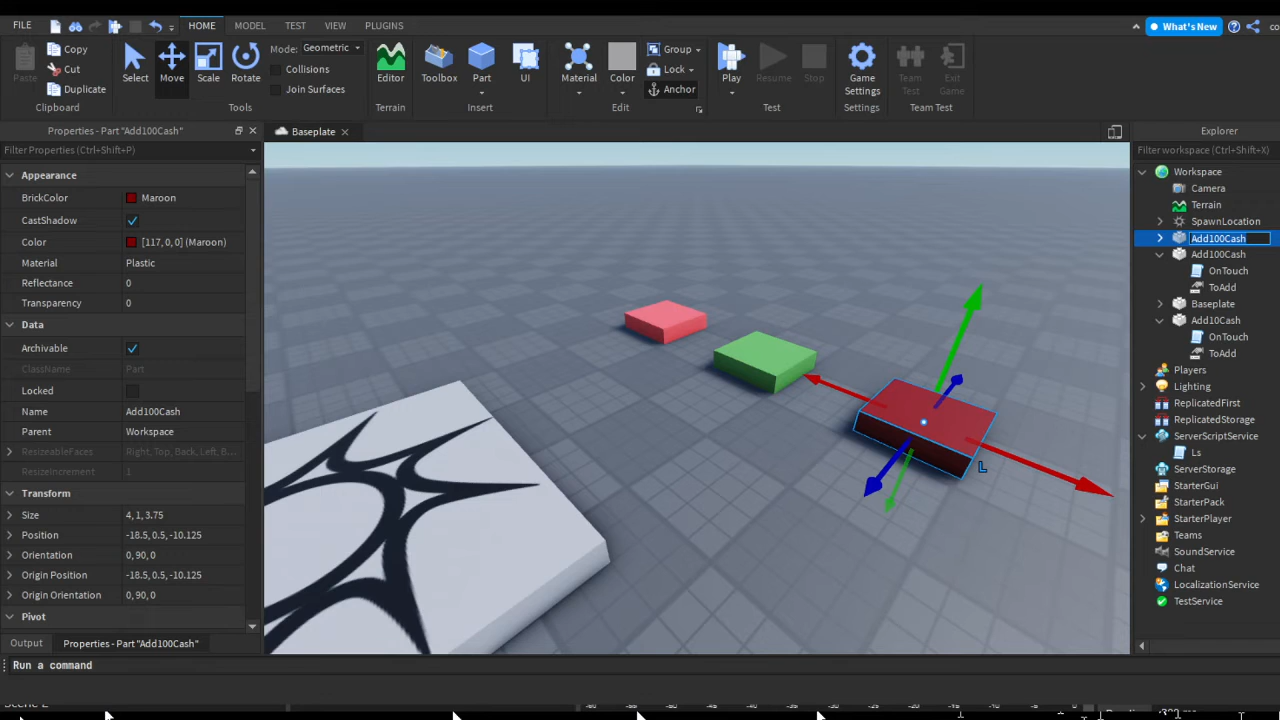 FILE HOME MODEL TEST VIEW PLUGINS What's New
Copy Cut Duplicate Paste Clipboard
Select Move Scale Rotate Mode: Geometric Collisions Join Surfaces Tools
Editor Terrain
Toolbox Part UI Insert
Material Color Group Lock Anchor Edit
Play Resume Stop Test
Game Settings Settings
Team Test Exit Game Team Test
Properties - Part "Add100Cash"
Baseplate
Explorer
Filter Properties (Ctrl+Shift+P)
Filter workspace (Ctrl+Shift+X)
Appearance
BrickColor Maroon
CastShadow
Color [117, 0, 0] (Maroon)
Material Plastic
Reflectance 0
Transparency 0
Data
Archivable
ClassName Part
Locked
Name Add100Cash
Parent Workspace
ResizeableFaces Right, Top, Back, Left, B...
ResizeIncrement 1
Transform
Size 4, 1, 3.75
Position -18.5, 0.5, -10.125
Orientation 0, 90, 0
Origin Position -18.5, 0.5, -10.125
Origin Orientation 0, 90, 0
Pivot
Output Properties - Part "Add100Cash"
Run a command
Workspace
Camera
Terrain
SpawnLocation
Add100Cash
Add100Cash
OnTouch
ToAdd
Baseplate
Add10Cash
OnTouch
ToAdd
Players
Lighting
ReplicatedFirst
ReplicatedStorage
ServerScriptService
Ls
ServerStorage
StarterGui
StarterPack
StarterPlayer
Teams
SoundService
Chat
LocalizationService
TestService
L